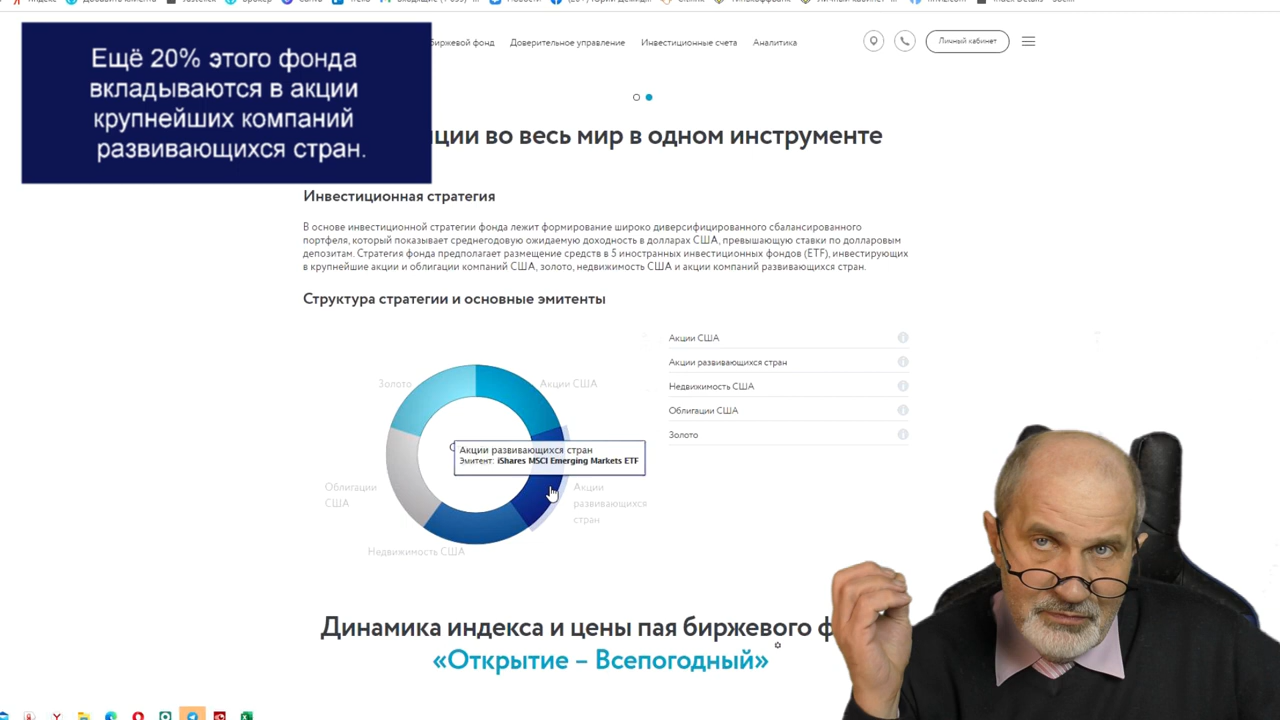 Ещё 20% этого фонда
вкладываются в акции
крупнейших компаний
развивающихся стран.
биржевой фонд
Доверительное управление
Инвестиционные счета
Аналитика
Личный кабинет
во весь мир в одном инструменте
Инвестиционная стратегия
В основе инвестиционной стратегии фонда лежит формирование широко диверсифицированного сбалансированного
портфеля, который показывает среднегодовую ожидаемую доходность в долларах США, превышающую ставки по долларовым
депозитам. Стратегия фонда предполагает размещение средств в 5 иностранных инвестиционных фондов (ETF), инвестирующих
в крупнейшие акции и облигации компаний США, золото, недвижимость США и акции компаний развивающихся стран.
Структура стратегии и основные эмитенты
Акции США
Акции развивающихся стран
Недвижимость США
Облигации США
Золото
Золото
Акции США
Акции развивающихся стран
Эмитент: iShares MSCI Emerging Markets ETF
Облигации
США
Акции
развивающихся
стран
Недвижимость США
Динамика индекса и цены пая биржевого
«Открытие – Всепогодный»